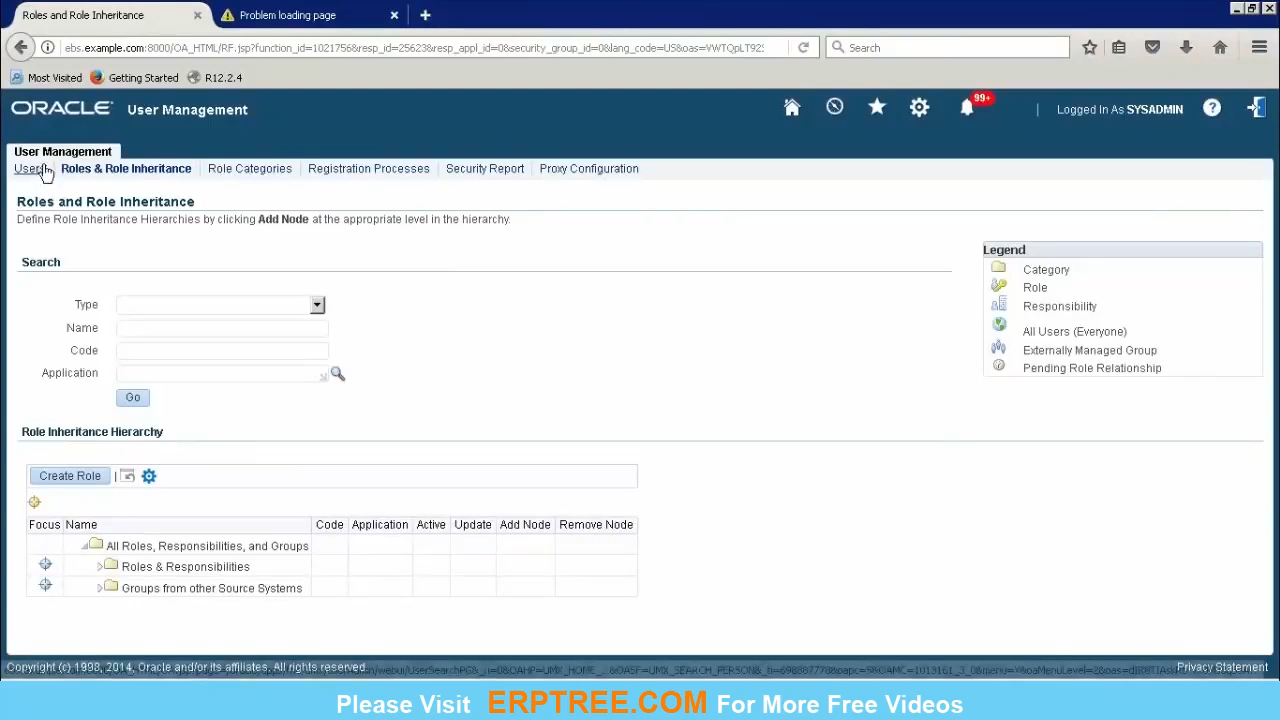 Roles and Role Inheritance
Problem loading page
ebs.example.com:8000/OA_HTML/RF.jsp?function_id=1021756&resp_id=25623&resp_appl_id=0&security_group_id=0&lang_code=US&oas=
Search
Most Visited
Getting Started
R12.2.4
ORACLE
User Management
99+
Logged In As SYSADMIN
User Management
Users
Roles & Role Inheritance
Role Categories
Registration Processes
Security Report
Proxy Configuration
Roles and Role Inheritance
Define Role Inheritance Hierarchies by clicking Add Node at the appropriate level in the hierarchy.
Search
Type
Name
Code
Application
Go
Legend
Category
Role
Responsibility
All Users (Everyone)
Externally Managed Group
Pending Role Relationship
Role Inheritance Hierarchy
Create Role
Focus Name Code Application Active Update Add Node Remove Node
All Roles, Responsibilities, and Groups
Roles & Responsibilities
Groups from other Source Systems
Copyright (c) 1998, 2014, Oracle and/or its affiliates. All rights reserved.
Privacy Statement
Please Visit ERPTREE.COM For More Free Videos